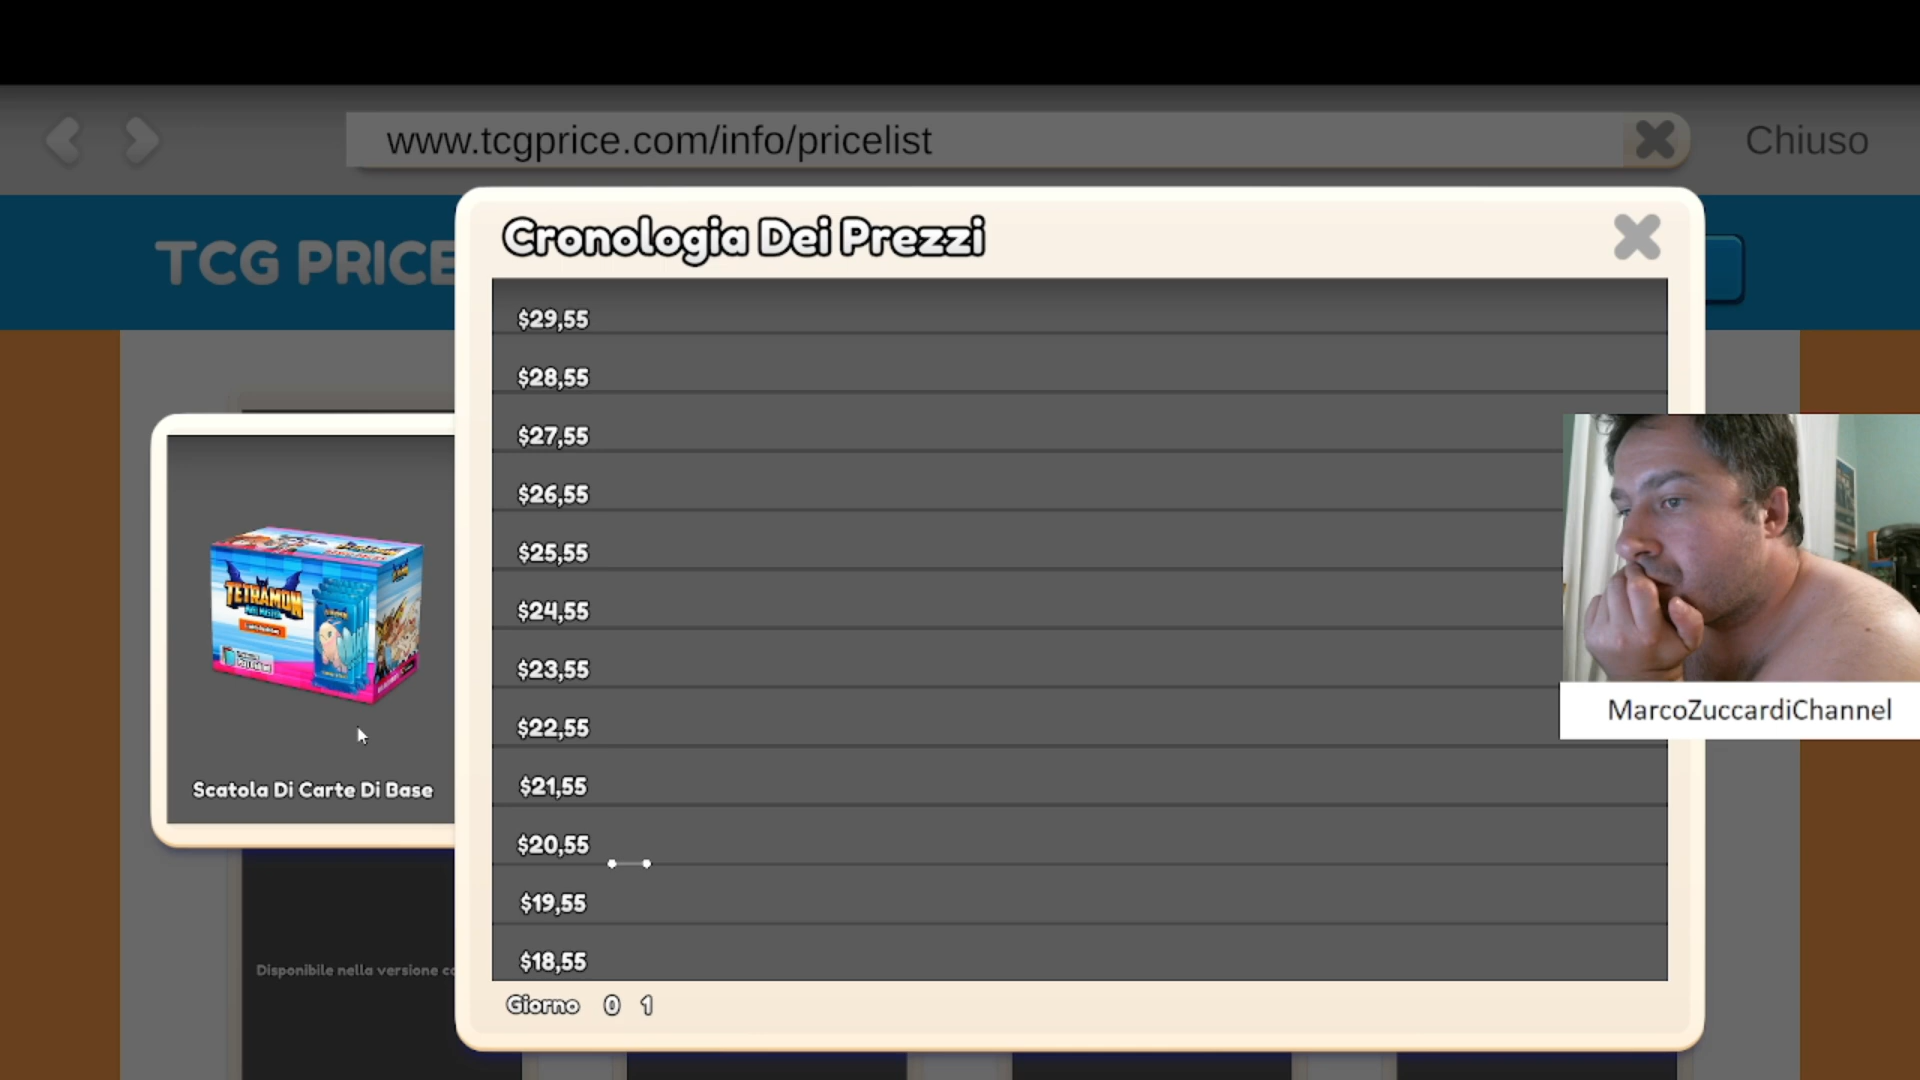 www.tcgprice.com/info/pricelist
Chiuso
TCG PRICE
Cronologia Dei Prezzi
$29,55
$28,55
$27,55
$26,55
$25,55
$24,55
$23,55
$22,55
$21,55
$20,55
$19,55
$18,55
Giorno 0 1
TETRAMON
Scatola Di Carte Di Base
Disponibile nella versione
MarcoZuccardiChannel